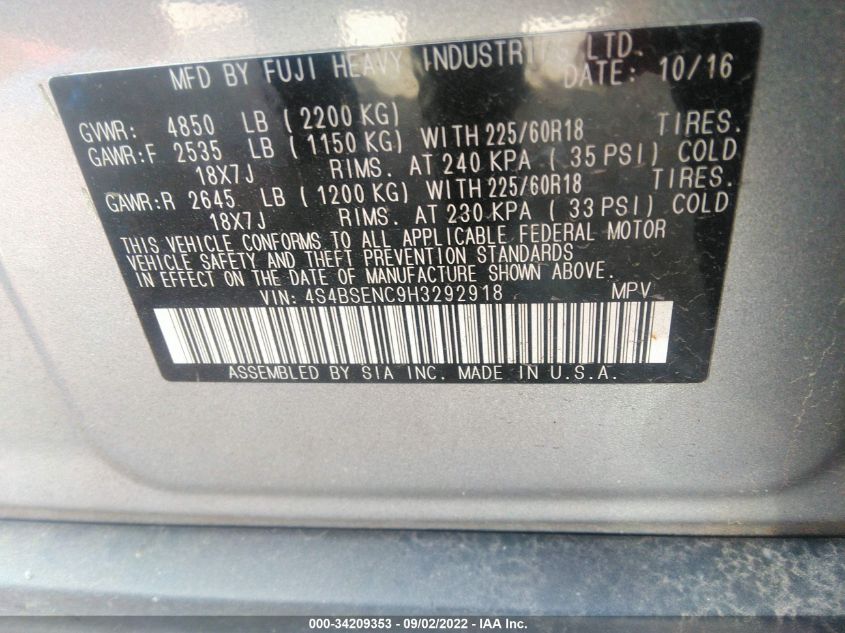 MFD BY FUJI HEAVY INDUSTRIES LTD.
DATE: 10/16
GVWR: 4850 LB ( 2200 KG)
GAWR:F 2535 LB ( 1150 KG) WITH 225/60R18 TIRES.
18X7J RIMS. AT 240 KPA ( 35 PSI) COLD
GAWR:R 2645 LB ( 1200 KG) WITH 225/60R18 TIRES.
18X7J RIMS. AT 230 KPA ( 33 PSI) COLD
THIS VEHICLE CONFORMS TO ALL APPLICABLE FEDERAL MOTOR
VEHICLE SAFETY AND THEFT PREVENTION STANDARDS
IN EFFECT ON THE DATE OF MANUFACTURE SHOWN ABOVE.
VIN: 4S4BSENC9H3292918 MPV
ASSEMBLED BY SIA INC. MADE IN U.S.A.
000-34209353 - 09/02/2022 - IAA Inc.